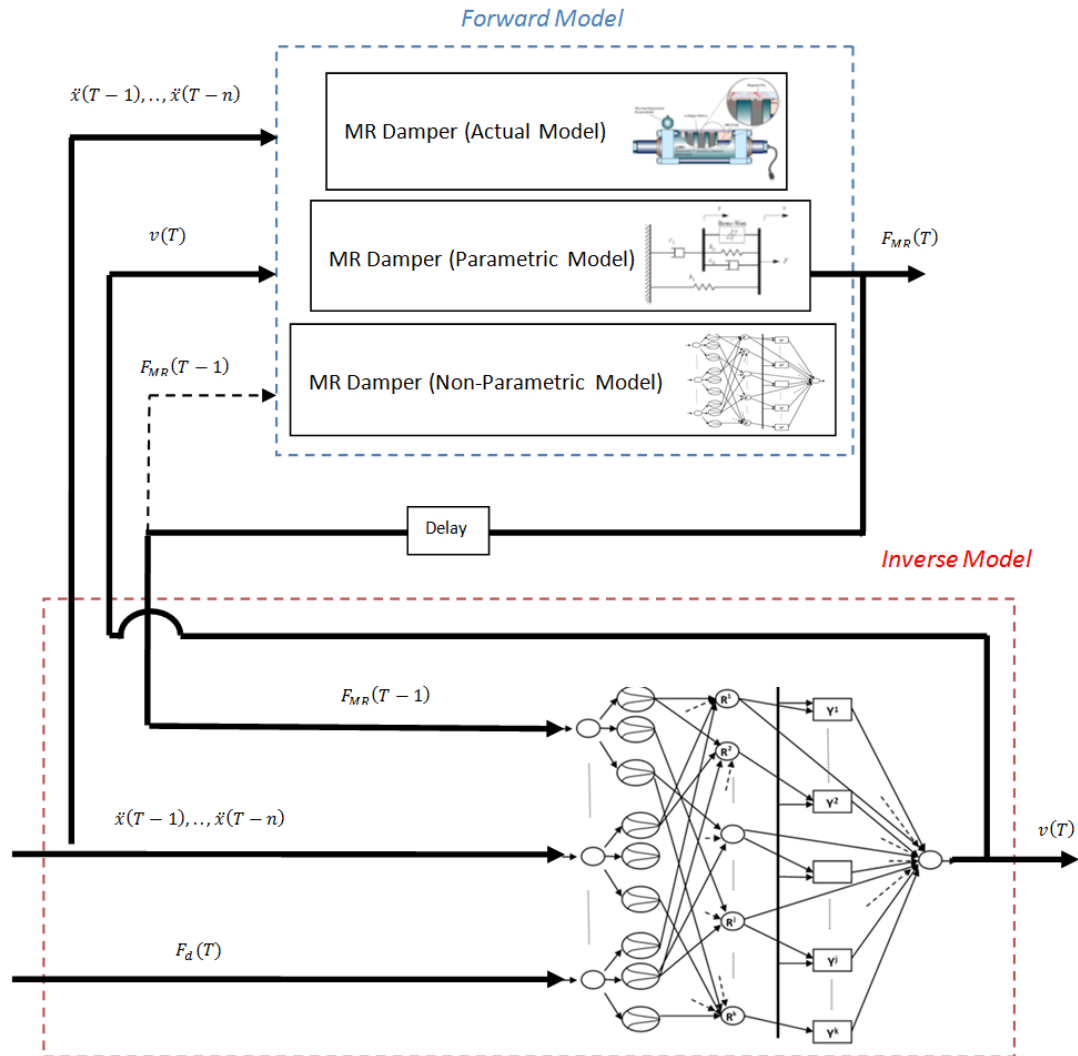 Forward Model
ẍ(T−1),..,ẍ(T−n)
MR Damper (Actual Model)
v(T)
MR Damper (Parametric Model)
F_MR(T)
F_MR(T−1)
MR Damper (Non-Parametric Model)
Delay
Inverse Model
F_MR(T−1)
R¹
Y¹
R²
Y²
ẍ(T−1),..,ẍ(T−n)
v(T)
F_d(T)
Rʲ
Yʲ
Rᵏ
Yᵏ